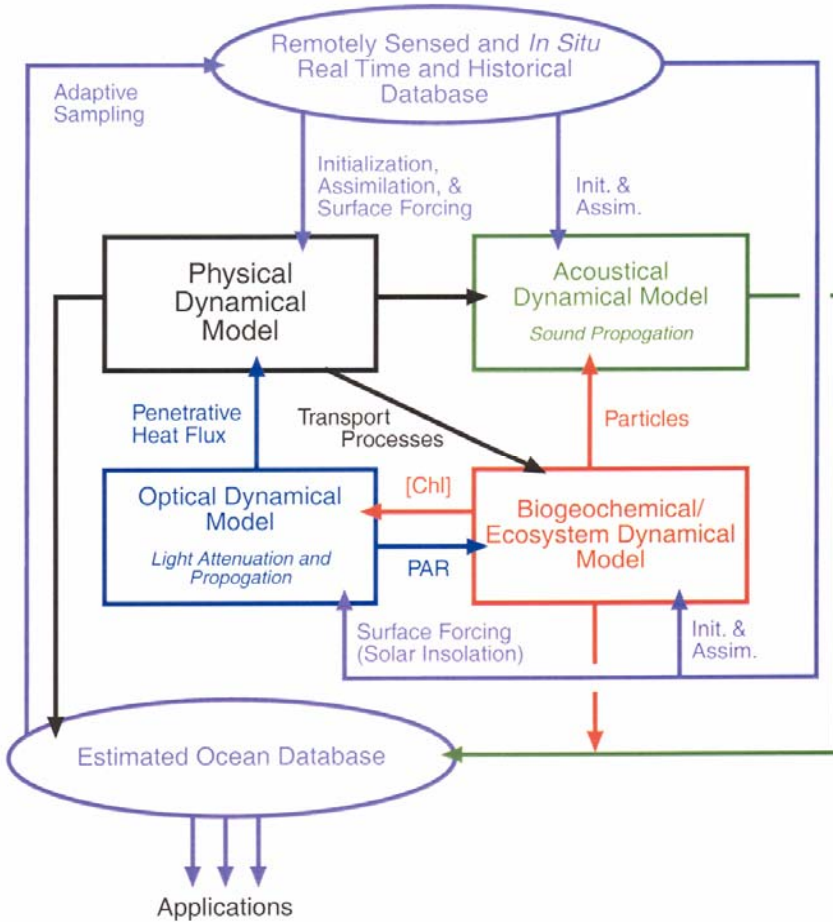 Remotely Sensed and In Situ
Real Time and Historical
Database
Adaptive
Sampling
Initialization,
Assimilation, &
Surface Forcing
Init. &
Assim.
Physical
Dynamical
Model
Acoustical
Dynamical Model
Sound Propogation
Penetrative
Heat Flux
Transport
Processes
Particles
Optical Dynamical
Model
Light Attenuation and
Propogation
[Chl]
PAR
Biogeochemical/
Ecosystem Dynamical
Model
Surface Forcing
(Solar Insolation)
Init. &
Assim.
Estimated Ocean Database
Applications